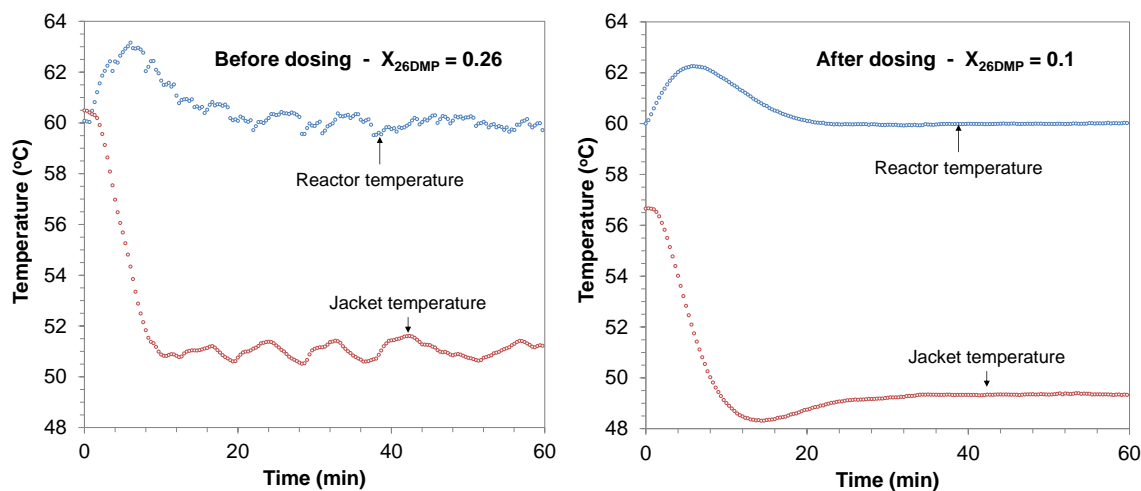 Before dosing - X26DMP = 0.26
64
62
60
58
56
54
52
50
48
Temperature (oC)
Reactor temperature
Jacket temperature
0
20
40
60
Time (min)
After dosing - X26DMP = 0.1
64
62
60
58
56
54
52
50
48
Temperature (oC)
Reactor temperature
Jacket temperature
0
20
40
60
Time (min)